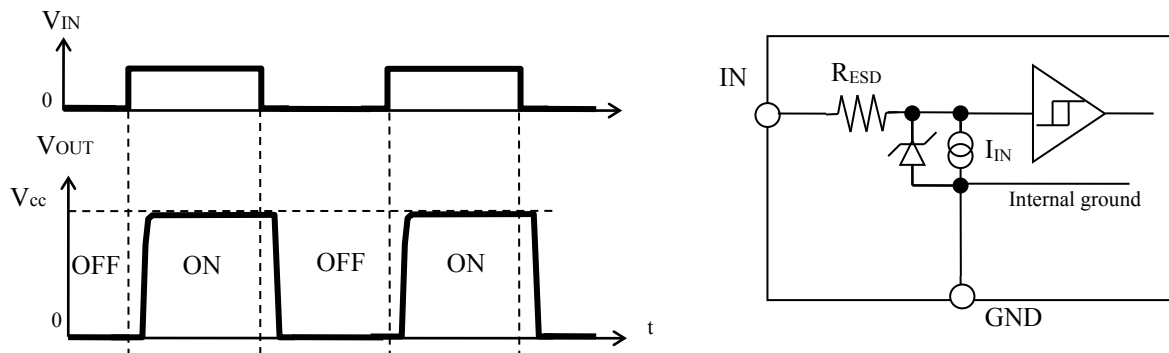 VIN
0
VOUT
Vcc
OFF
ON
OFF
ON
0
t
IN
RESD
IIN
Internal ground
GND